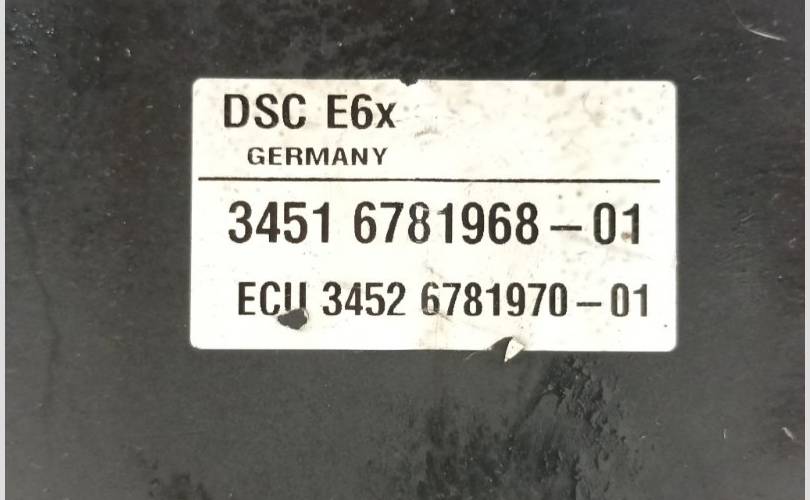 DSC E6x
GERMANY
3451 6781968–01
ECU 3452 6781970–01